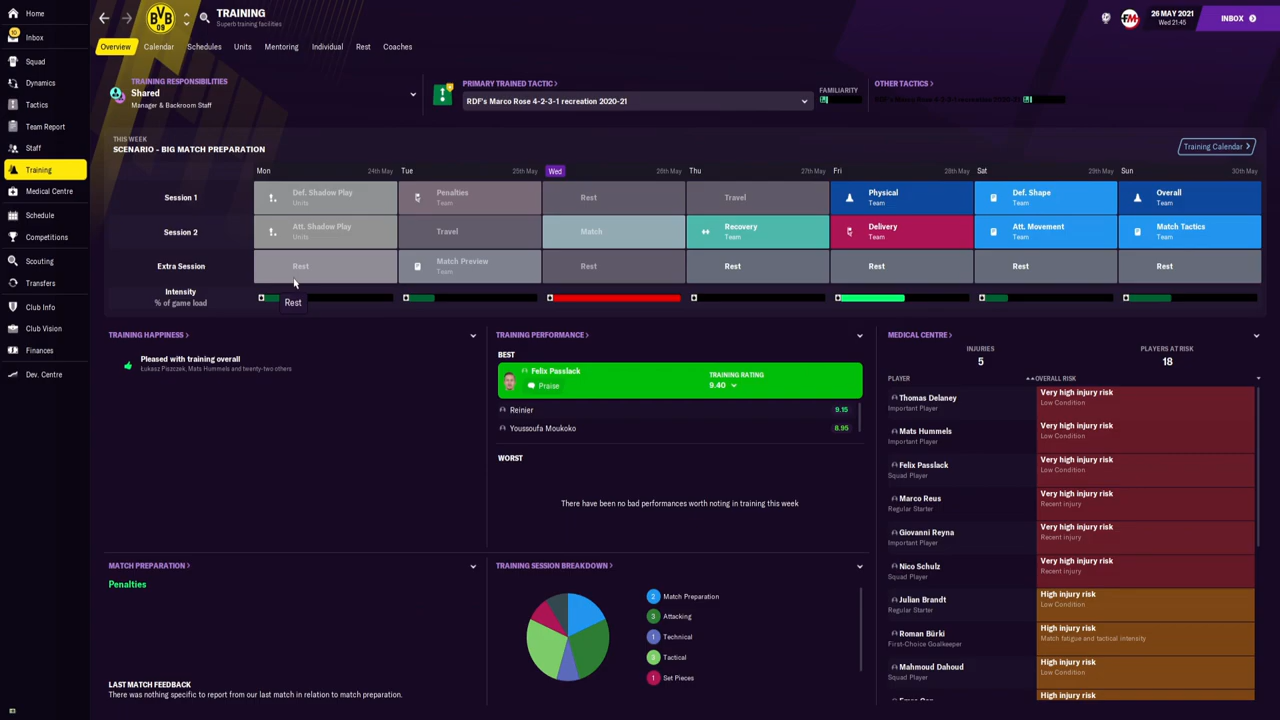 Home
10
Inbox
Squad
Dynamics
Tactics
Team Report
Staff
Training
Medical Centre
Schedule
Competitions
Scouting
Transfers
Club Info
Club Vision
Finances
Dev. Centre
BVB
09
TRAINING
Superb training facilities
FM
26 MAY 2021
Wed 21:45
INBOX
Overview
Calendar
Schedules
Units
Mentoring
Individual
Rest
Coaches
TRAINING RESPONSIBILITIES
Shared
Manager & Backroom Staff
PRIMARY TRAINED TACTIC
RDF's Marco Rose 4-2-3-1 recreation 2020-21
FAMILIARITY
OTHER TACTICS
THIS WEEK
SCENARIO - BIG MATCH PREPARATION
Training Calendar
Mon 24th May
Tue 25th May
Wed 26th May
Thu 27th May
Fri 28th May
Sat 29th May
Sun 30th May
Session 1
Def. Shadow Play
Units
Penalties
Team
Rest
Travel
Physical
Team
Def. Shape
Team
Overall
Team
Session 2
Att. Shadow Play
Units
Travel
Match
Recovery
Team
Delivery
Team
Att. Movement
Team
Match Tactics
Team
Extra Session
Rest
Match Preview
Team
Rest
Rest
Rest
Rest
Rest
Intensity
% of game load
Rest
TRAINING HAPPINESS
Pleased with training overall
Łukasz Piszczek, Mats Hummels and twenty-two others
TRAINING PERFORMANCE
BEST
Felix Passlack
Praise
TRAINING RATING
9.40
Reinier 9.15
Youssoufa Moukoko 8.95
WORST
There have been no bad performances worth noting in training this week
MEDICAL CENTRE
INJURIES
5
PLAYERS AT RISK
18
PLAYER OVERALL RISK
Thomas Delaney
Important Player
Very high injury risk
Low Condition
Mats Hummels
Important Player
Very high injury risk
Low Condition
Felix Passlack
Squad Player
Very high injury risk
Low Condition
Marco Reus
Regular Starter
Very high injury risk
Recent injury
Giovanni Reyna
Important Player
Very high injury risk
Recent injury
Nico Schulz
Squad Player
Very high injury risk
Recent injury
Julian Brandt
Regular Starter
High injury risk
Low Condition
Roman Bürki
First-Choice Goalkeeper
High injury risk
Match fatigue and tactical intensity
Mahmoud Dahoud
Squad Player
High injury risk
Low Condition
High injury risk
MATCH PREPARATION
Penalties
LAST MATCH FEEDBACK
There was nothing specific to report from our last match in relation to match preparation.
TRAINING SESSION BREAKDOWN
2 Match Preparation
3 Attacking
1 Technical
3 Tactical
1 Set Pieces